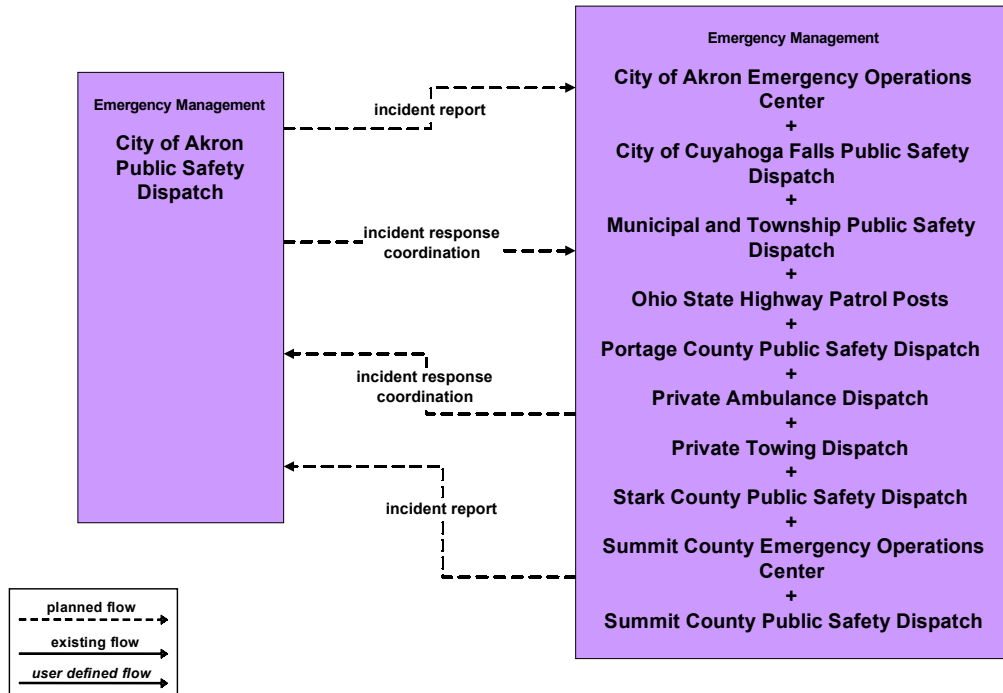 Emergency Management
City of Akron
Public Safety
Dispatch
incident report
incident response
coordination
incident response
coordination
incident report
Emergency Management
City of Akron Emergency Operations
Center
+
City of Cuyahoga Falls Public Safety
Dispatch
+
Municipal and Township Public Safety
Dispatch
+
Ohio State Highway Patrol Posts
+
Portage County Public Safety Dispatch
+
Private Ambulance Dispatch
+
Private Towing Dispatch
+
Stark County Public Safety Dispatch
+
Summit County Emergency Operations
Center
+
Summit County Public Safety Dispatch
planned flow
existing flow
user defined flow